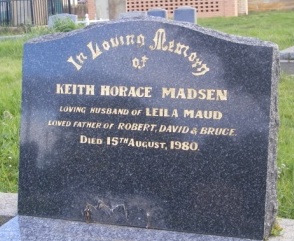 In Loving Memory
of
KEITH HORACE MADSEN
LOVING HUSBAND OF LEILA MAUD
LOVED FATHER OF ROBERT, DAVID & BRUCE.
DIED 15TH AUGUST, 1980.